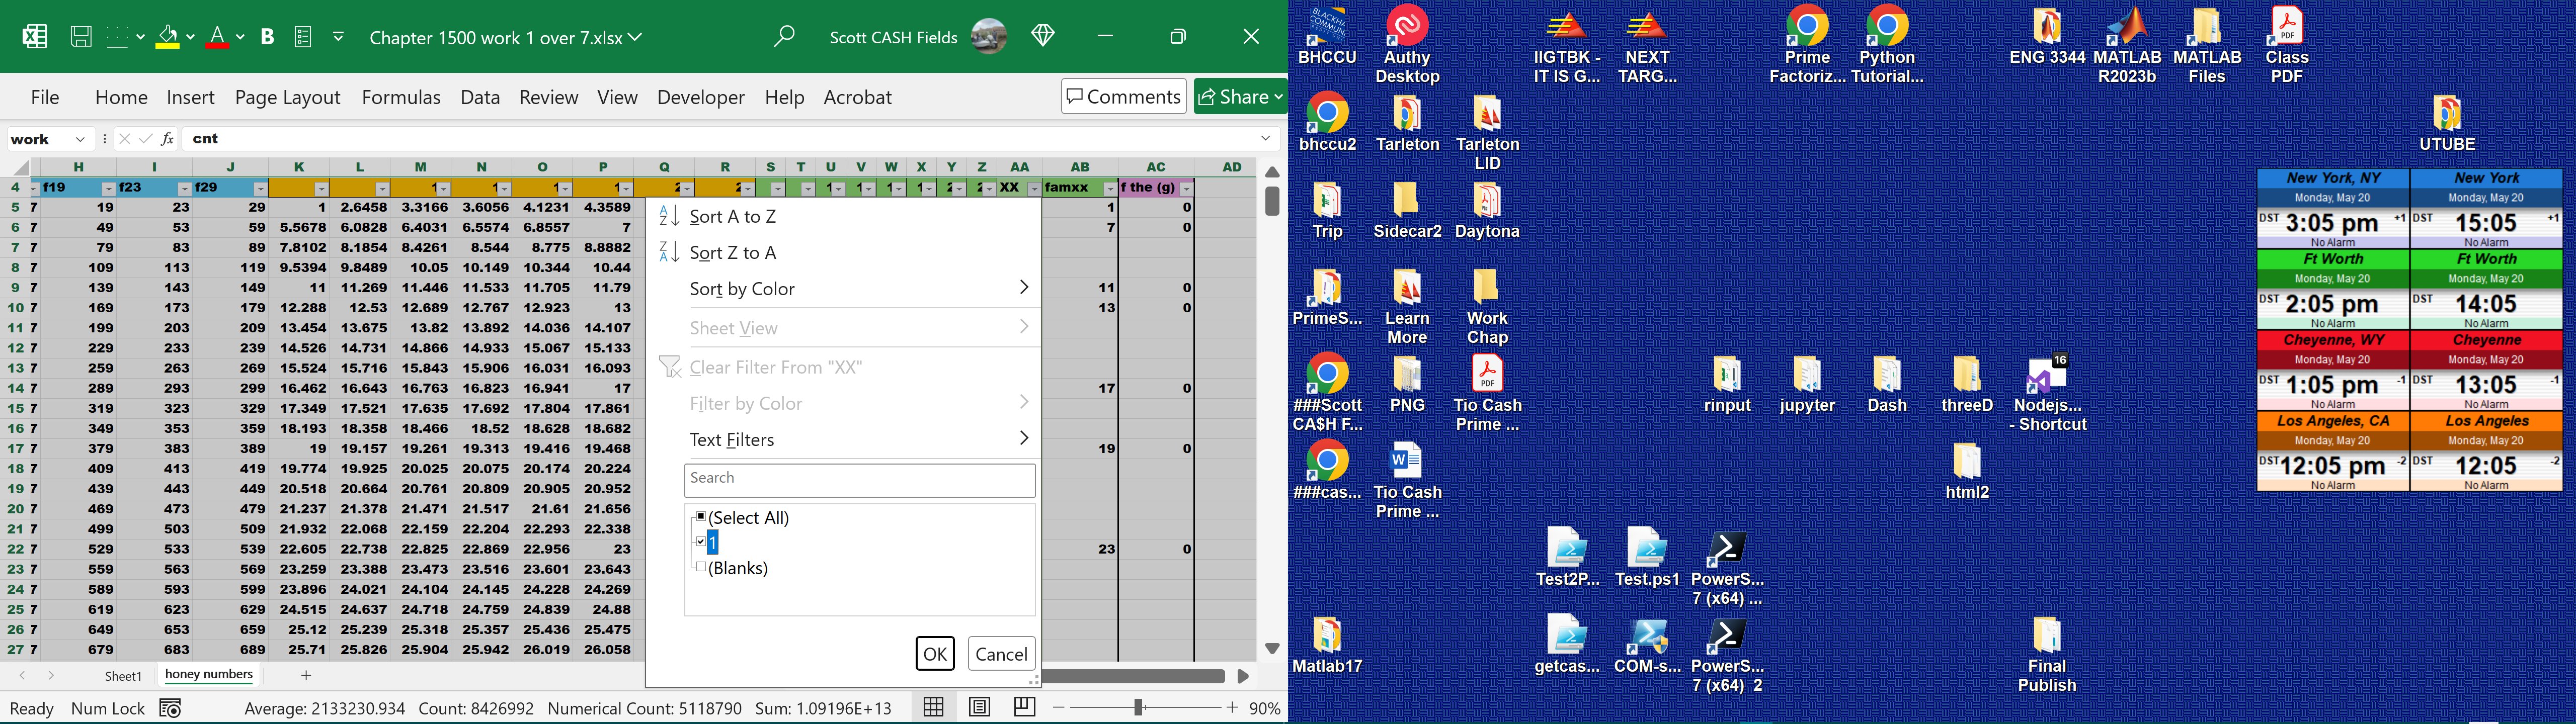 Chapter 1500 work 1 over 7.xlsx
Scott CASH Fields
File Home Insert Page Layout Formulas Data Review View Developer Help Acrobat
Comments Share
work fx cnt
H I J K L M N O P Q R S T U V W X Y Z AA AB AC AD
4 f19 f23 f29 1 1 1 1 2 2 1 1 1 1 2 2 XX famxx f the (g)
5 7 19 23 29 1 2.6458 3.3166 3.6056 4.1231 4.3589 1 0
6 7 49 53 59 5.5678 6.0828 6.4031 6.5574 6.8557 7 7 0
7 7 79 83 89 7.8102 8.1854 8.4261 8.544 8.775 8.8882
8 7 109 113 119 9.5394 9.8489 10.05 10.149 10.344 10.44
9 7 139 143 149 11 11.269 11.446 11.533 11.705 11.79 11 0
10 7 169 173 179 12.288 12.53 12.689 12.767 12.923 13 13 0
11 7 199 203 209 13.454 13.675 13.82 13.892 14.036 14.107
12 7 229 233 239 14.526 14.731 14.866 14.933 15.067 15.133
13 7 259 263 269 15.524 15.716 15.843 15.906 16.031 16.093
14 7 289 293 299 16.462 16.643 16.763 16.823 16.941 17 17 0
15 7 319 323 329 17.349 17.521 17.635 17.692 17.804 17.861
16 7 349 353 359 18.193 18.358 18.466 18.52 18.628 18.682
17 7 379 383 389 19 19.157 19.261 19.313 19.416 19.468 19 0
18 7 409 413 419 19.774 19.925 20.025 20.075 20.174 20.224
19 7 439 443 449 20.518 20.664 20.761 20.809 20.905 20.952
20 7 469 473 479 21.237 21.378 21.471 21.517 21.61 21.656
21 7 499 503 509 21.932 22.068 22.159 22.204 22.293 22.338
22 7 529 533 539 22.605 22.738 22.825 22.869 22.956 23 23 0
23 7 559 563 569 23.259 23.388 23.473 23.516 23.601 23.643
24 7 589 593 599 23.896 24.021 24.104 24.145 24.228 24.269
25 7 619 623 629 24.515 24.637 24.718 24.759 24.839 24.88
26 7 649 653 659 25.12 25.239 25.318 25.357 25.436 25.475
27 7 679 683 689 25.71 25.826 25.904 25.942 26.019 26.058
Sort A to Z
Sort Z to A
Sort by Color
Sheet View
Clear Filter From "XX"
Filter by Color
Text Filters
Search
(Select All)
1
(Blanks)
OK Cancel
Sheet1 honey numbers +
Ready Num Lock Average: 2133230.934 Count: 8426992 Numerical Count: 5118790 Sum: 1.09196E+13 90%
BHCCU
Authy
Desktop
IIGTBK -
IT IS G...
NEXT
TARG...
Prime
Factoriz...
Python
Tutorial...
ENG 3344
MATLAB
R2023b
MATLAB
Files
Class
PDF
bhccu2
Tarleton
Tarleton
LID
UTUBE
Trip
Sidecar2
Daytona
PrimeS...
Learn
More
Work
Chap
###Scott
CA$H F...
PNG
Tio Cash
Prime ...
rinput
jupyter
Dash
threeD
16
Nodejs...
- Shortcut
###cas...
Tio Cash
Prime ...
html2
Test2P...
Test.ps1
PowerS...
7 (x64) ...
Matlab17
getcas...
COM-s...
PowerS...
7 (x64) 2
Final
Publish
New York, NY New York
Monday, May 20 Monday, May 20
DST 3:05 pm +1 DST 15:05 +1
No Alarm No Alarm
Ft Worth Ft Worth
Monday, May 20 Monday, May 20
DST 2:05 pm DST 14:05
No Alarm No Alarm
Cheyenne, WY Cheyenne
Monday, May 20 Monday, May 20
DST 1:05 pm -1 DST 13:05 -1
No Alarm No Alarm
Los Angeles, CA Los Angeles
Monday, May 20 Monday, May 20
DST 12:05 pm -2 DST 12:05 -2
No Alarm No Alarm